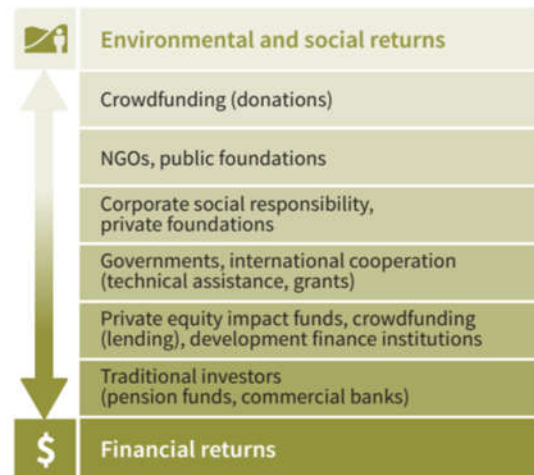 Environmental and social returns
Crowdfunding (donations)
NGOs, public foundations
Corporate social responsibility,
private foundations
Governments, international cooperation
(technical assistance, grants)
Private equity impact funds, crowdfunding
(lending), development finance institutions
Traditional investors
(pension funds, commercial banks)
$ Financial returns